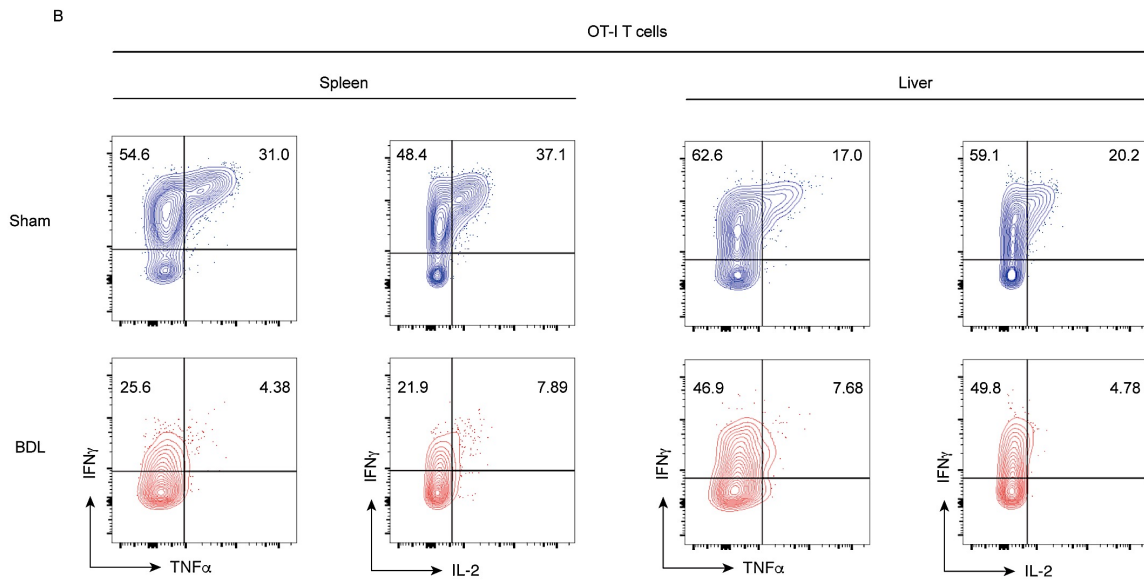 B
OT-I T cells
Spleen
Liver
Sham
54.6 31.0
48.4 37.1
62.6 17.0
59.1 20.2
BDL
25.6 4.38
21.9 7.89
46.9 7.68
49.8 4.78
IFNγ
TNFα
IFNγ
IL-2
IFNγ
TNFα
IFNγ
IL-2